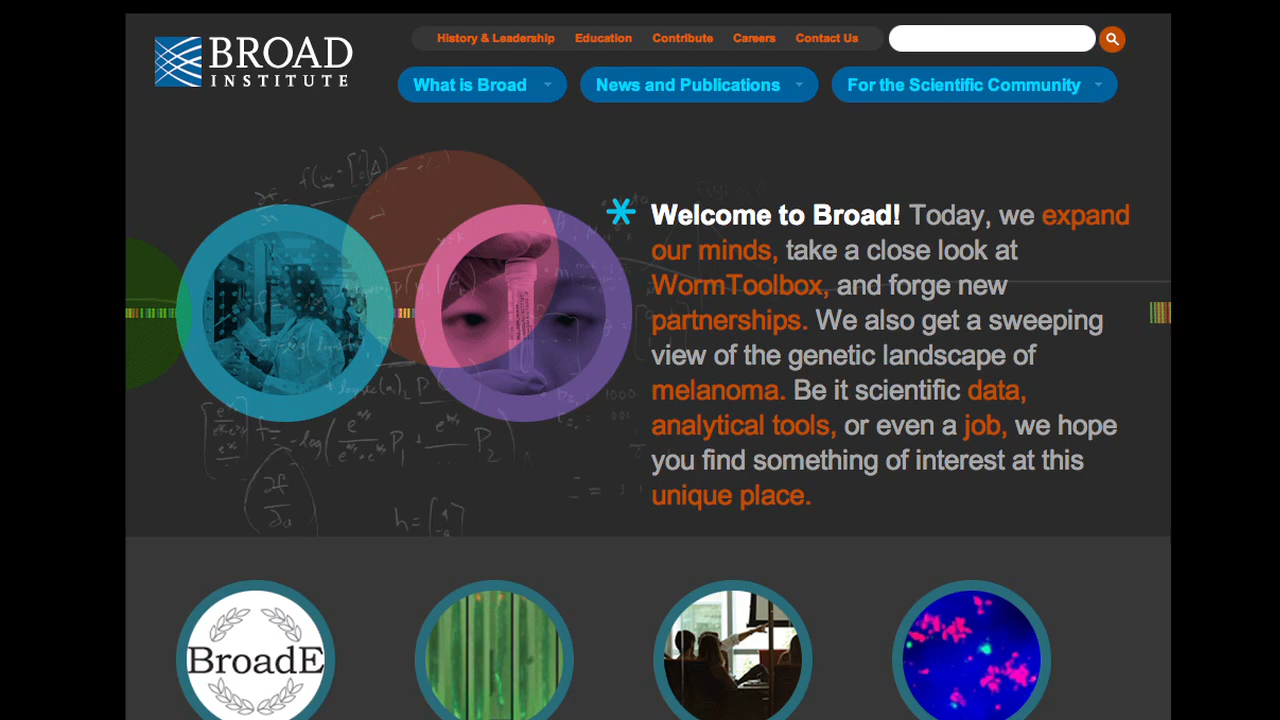 BROAD
INSTITUTE
History & Leadership Education Contribute Careers Contact Us
What is Broad News and Publications For the Scientific Community
Welcome to Broad! Today, we expand
our minds, take a close look at
WormToolbox, and forge new
partnerships. We also get a sweeping
view of the genetic landscape of
melanoma. Be it scientific data,
analytical tools, or even a job, we hope
you find something of interest at this
unique place.
BroadE